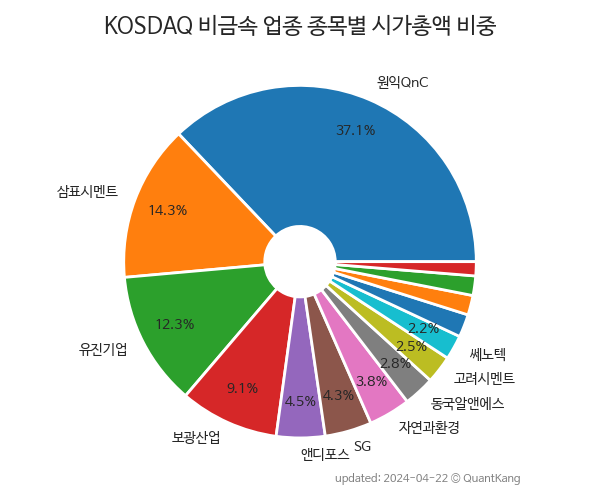 KOSDAQ 비금속 업종 종목별 시가총액 비중
원익QnC
37.1%
삼표시멘트
14.3%
유진기업
12.3%
보광산업
9.1%
앤디포스
4.5%
SG
4.3%
자연과환경
3.8%
동국알앤에스
2.8%
고려시멘트
2.5%
쎄노텍
2.2%
updated: 2024-04-22 © QuantKang